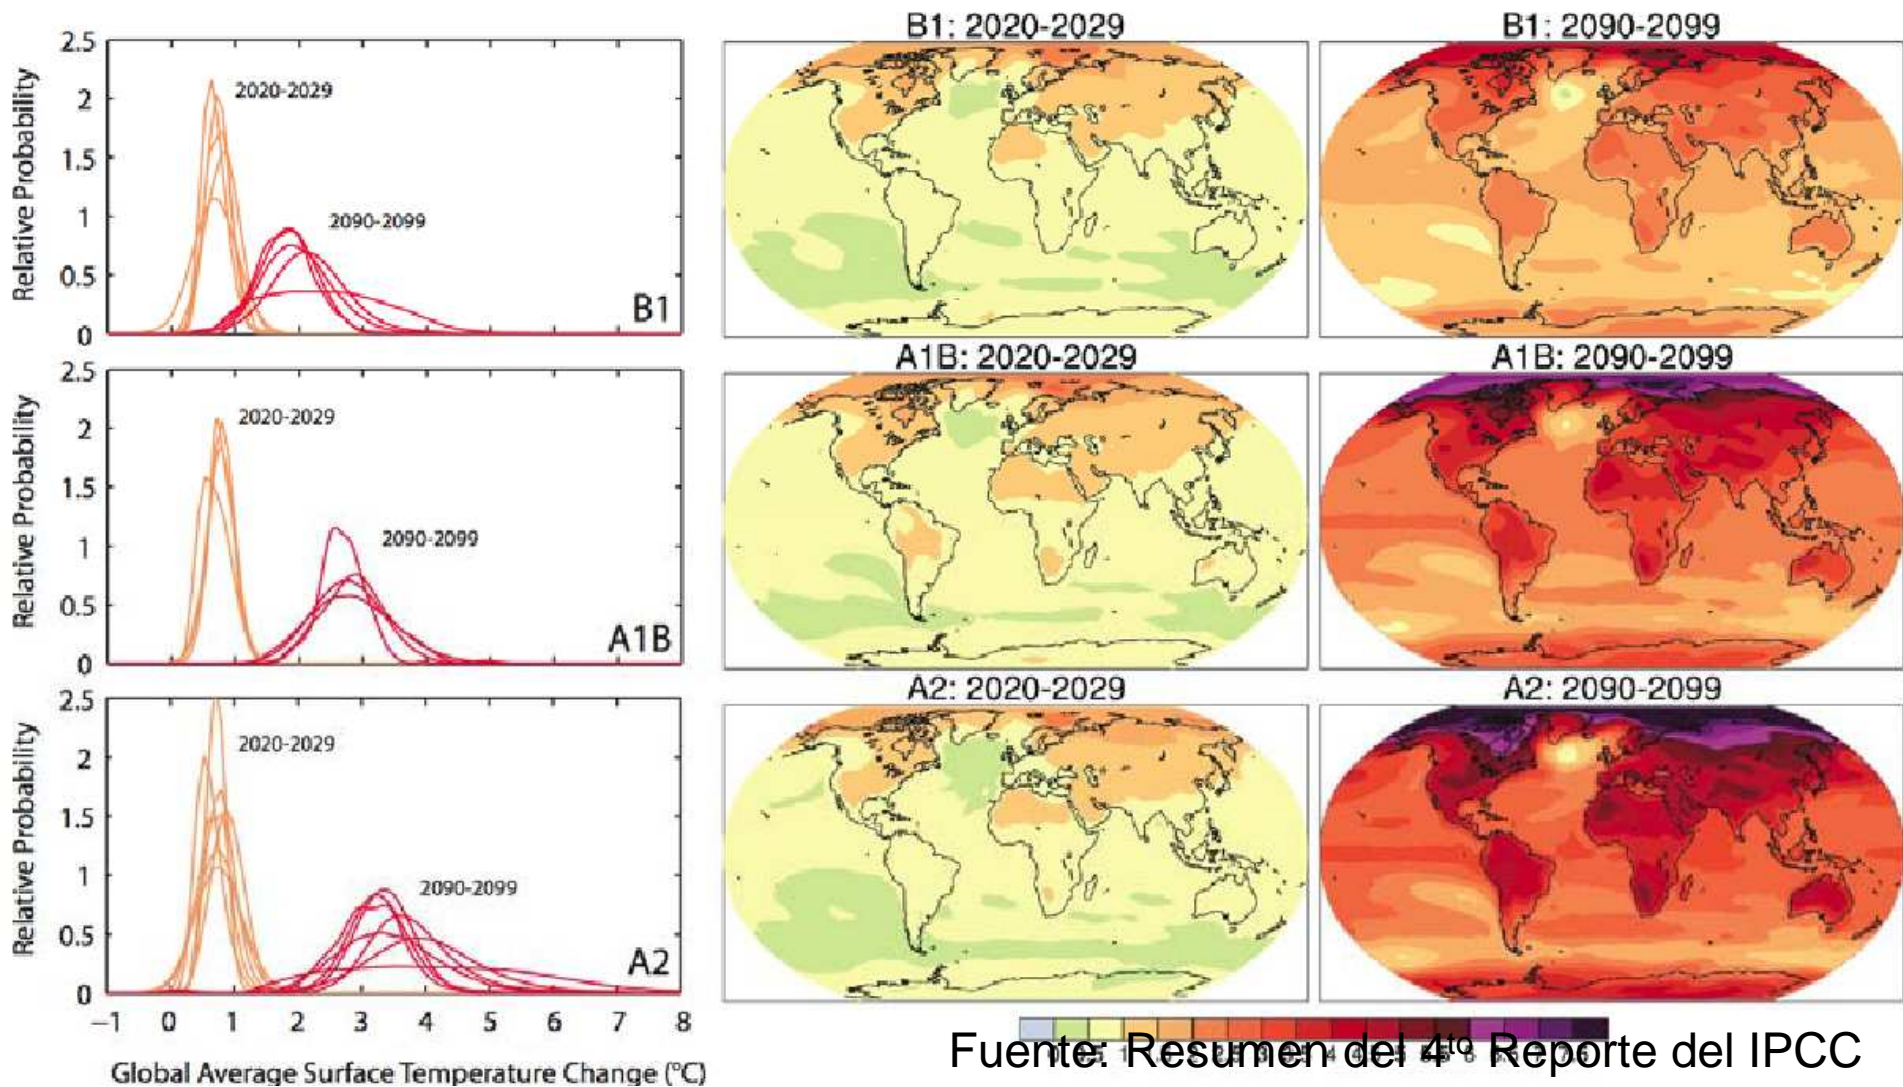 B1: 2020-2029
B1: 2090-2099
Relative Probability
2.5
2
1.5
1
0.5
0
2020-2029
2090-2099
B1
A1B: 2020-2029
A1B: 2090-2099
Relative Probability
2.5
2
1.5
1
0.5
0
2020-2029
2090-2099
A1B
A2: 2020-2029
A2: 2090-2099
Relative Probability
2.5
2
1.5
1
0.5
0
2020-2029
2090-2099
A2
−1 0 1 2 3 4 5 6 7 8
Global Average Surface Temperature Change (°C)
Fuente: Resumen del 4to Reporte del IPCC